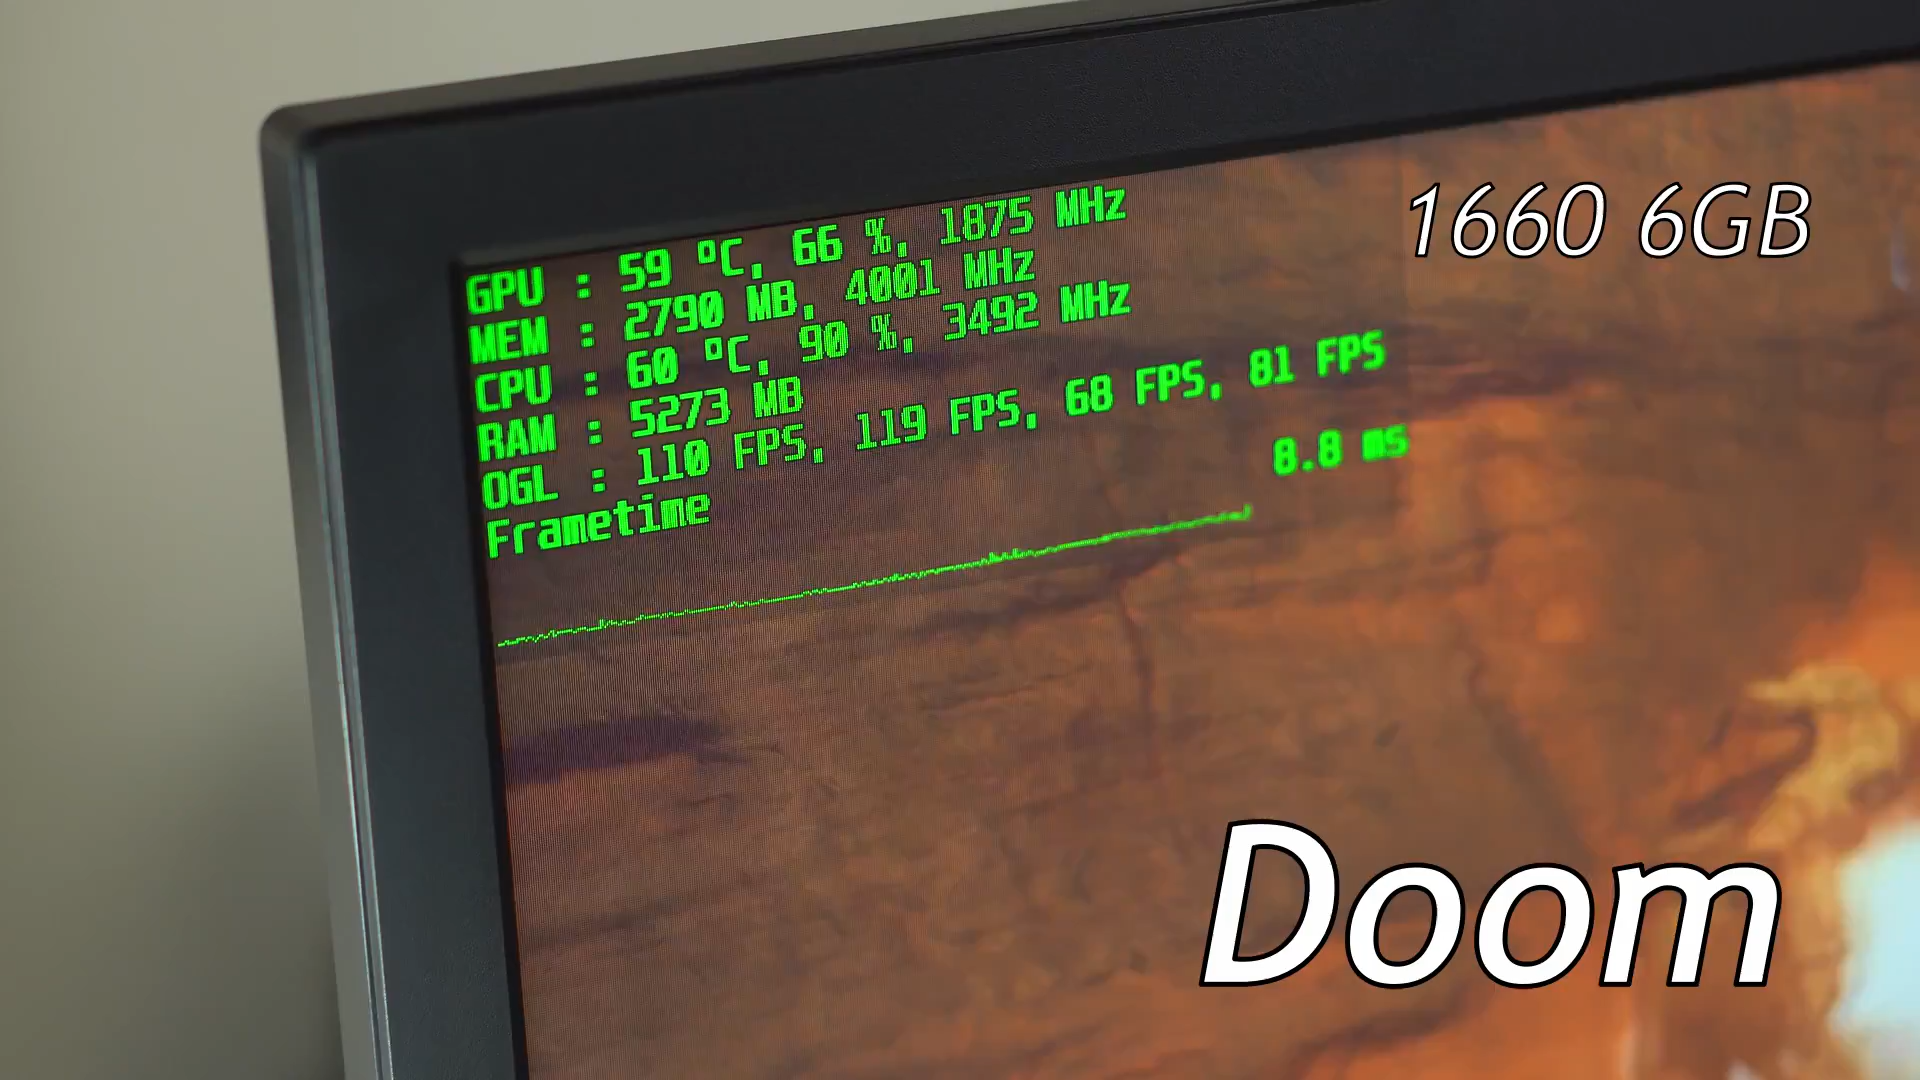 1660 6GB
GPU : 59 °C, 66 %, 1875 MHz
MEM : 2790 MB, 4001 MHz
CPU : 60 °C, 90 %, 3492 MHz
RAM : 5273 MB
OGL : 110 FPS, 119 FPS, 68 FPS, 81 FPS
Frametime 8.8 ms
Doom